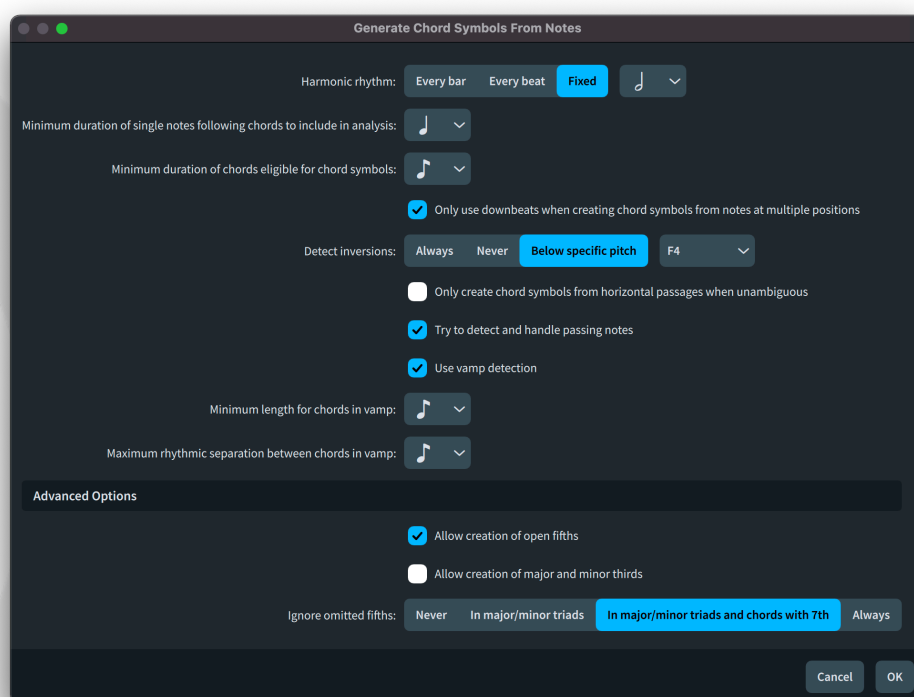 Generate Chord Symbols From Notes
Harmonic rhythm: Every bar Every beat Fixed
Minimum duration of single notes following chords to include in analysis:
Minimum duration of chords eligible for chord symbols:
Only use downbeats when creating chord symbols from notes at multiple positions
Detect inversions: Always Never Below specific pitch F4
Only create chord symbols from horizontal passages when unambiguous
Try to detect and handle passing notes
Use vamp detection
Minimum length for chords in vamp:
Maximum rhythmic separation between chords in vamp:
Advanced Options
Allow creation of open fifths
Allow creation of major and minor thirds
Ignore omitted fifths: Never In major/minor triads In major/minor triads and chords with 7th Always
Cancel OK